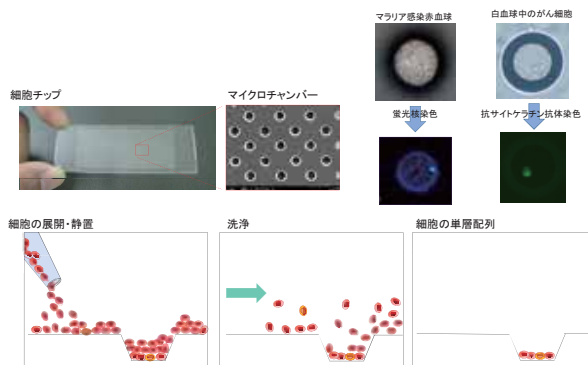 マラリア感染赤血球
白血球中のがん細胞
細胞チップ
マイクロチャンバー
蛍光核染色
抗サイトケラチン抗体染色
細胞の展開・静置
洗浄
細胞の単層配列